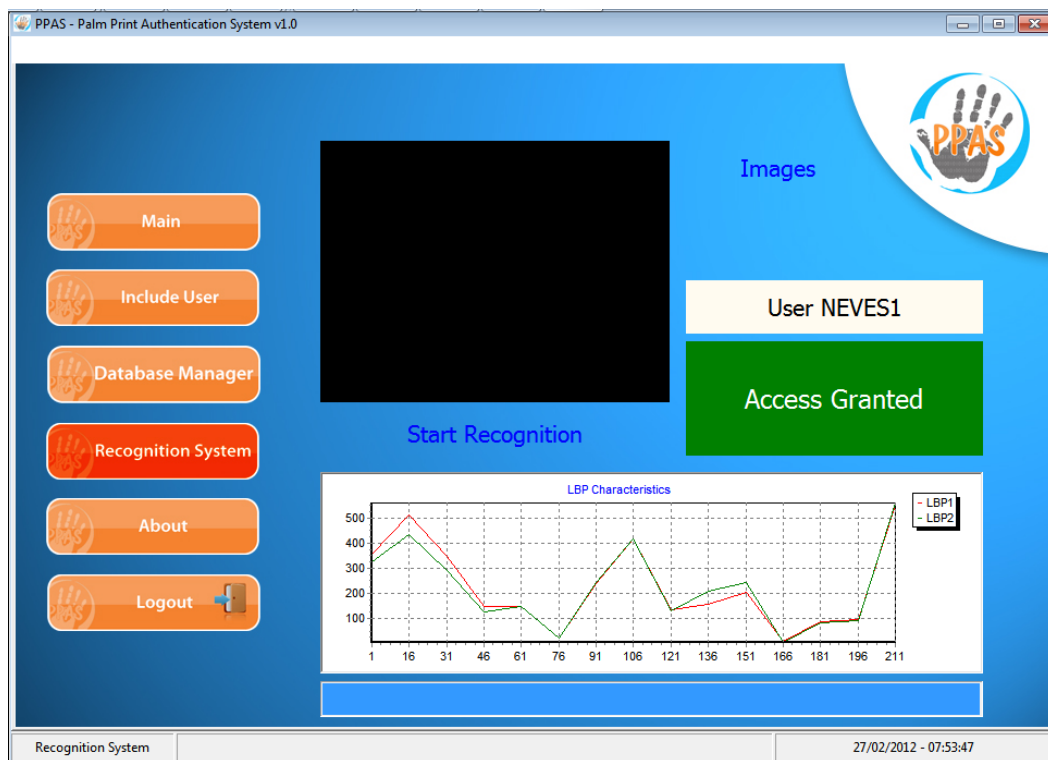 PPAS - Palm Print Authentication System v1.0
PPAS
Images
Main
Include User
Database Manager
Recognition System
About
Logout
User NEVES1
Access Granted
Start Recognition
LBP Characteristics
LBP1
LBP2
500
400
300
200
100
1 16 31 46 61 76 91 106 121 136 151 166 181 196 211
Recognition System
27/02/2012 - 07:53:47